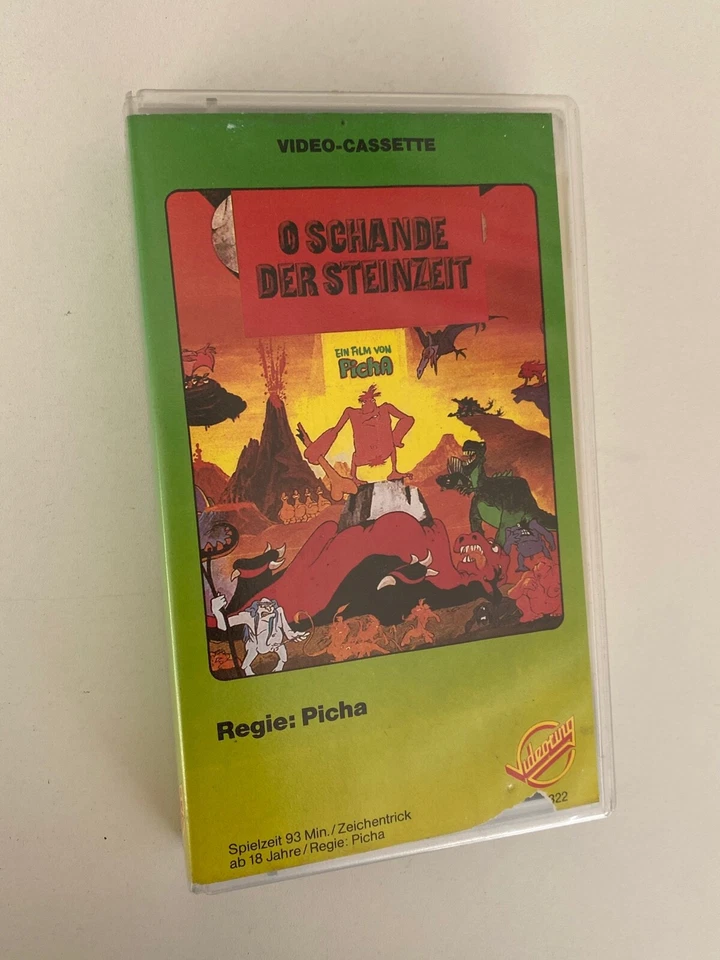 VIDEO-CASSETTE
O SCHANDE
DER STEINZEIT
EIN FILM VON
PichA
Regie: Picha
Videoring
322
Spielzeit 93 Min./Zeichentrick
ab 18 Jahre/Regie: Picha